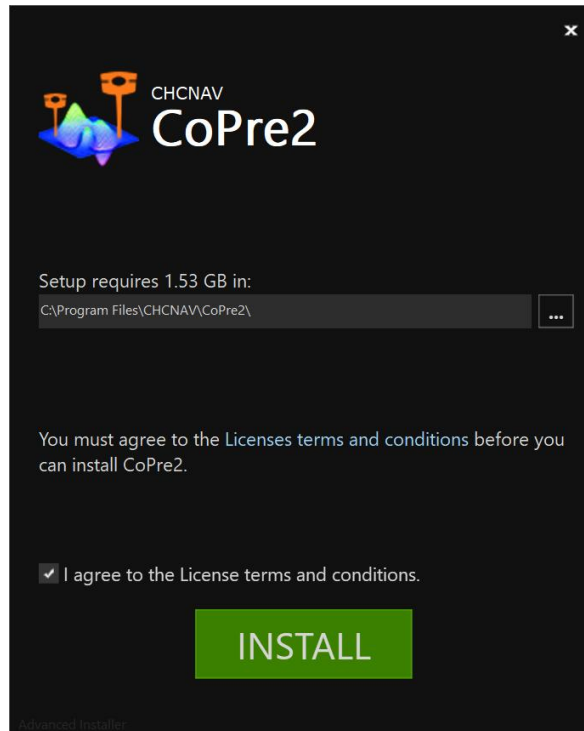 CHCNAV
CoPre2
Setup requires 1.53 GB in:
C:\Program Files\CHCNAV\CoPre2\
...
You must agree to the Licenses terms and conditions before you
can install CoPre2.
I agree to the License terms and conditions.
INSTALL
Advanced Installer